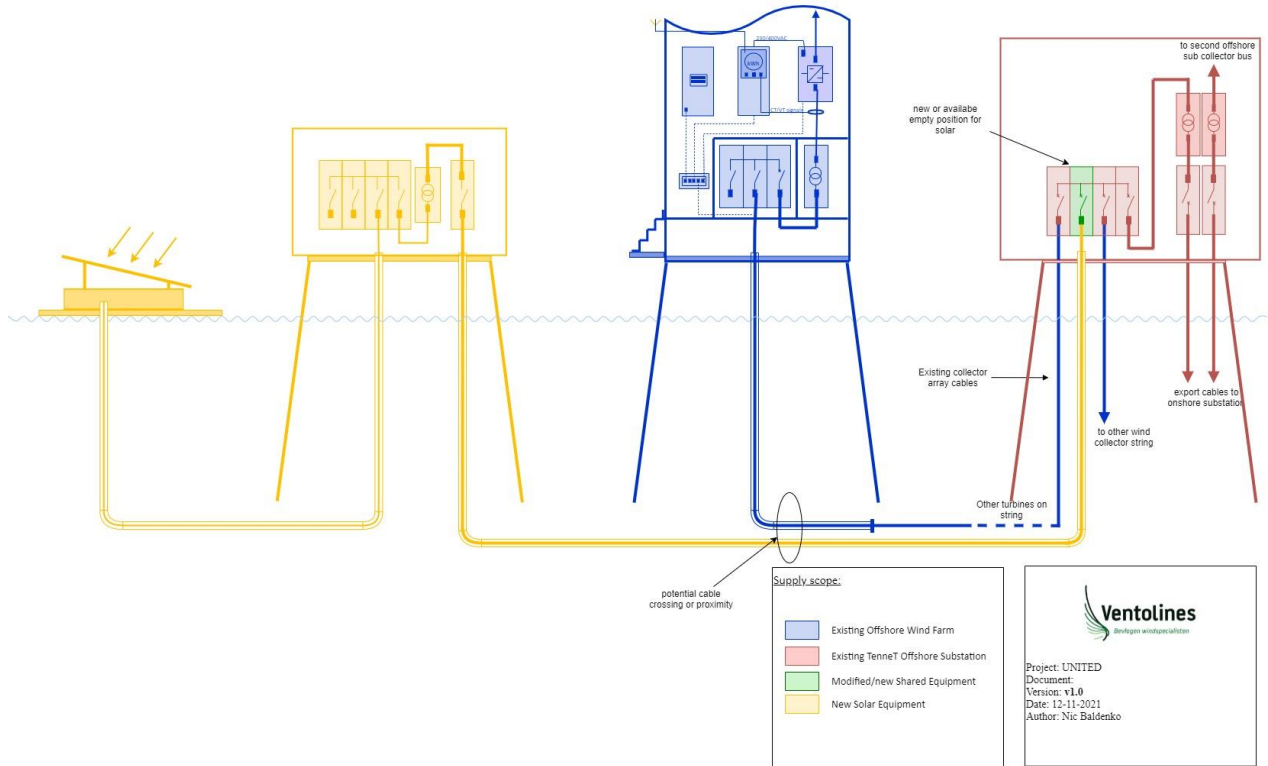 230/400VAC
kWh
CT/VT signals
to second offshore
sub collector bus
new or availabe
empty position for
solar
Existing collector
array cables
export cables to
onshore substation
to other wind
collector string
Other turbines on
string
potential cable
crossing or proximity
Supply scope:
Existing Offshore Wind Farm
Existing TenneT Offshore Substation
Modified/new Shared Equipment
New Solar Equipment
Ventolines
Bevlogen windspecialisten
Project: UNITED
Document:
Version: v1.0
Date: 12-11-2021
Author: Nic Baldenko